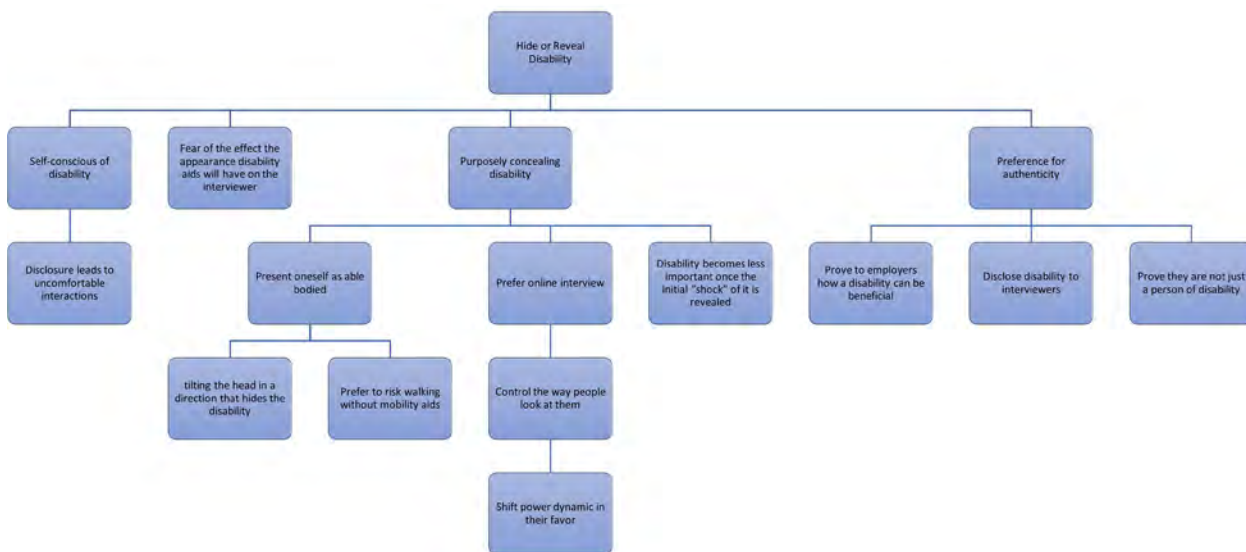 Hide or Reveal
Disability
Self-conscious of
disability
Fear of the effect the
appearance disability
aids will have on the
interviewer
Purposely concealing
disability
Preference for
authenticity
Disclosure leads to
uncomfortable
interactions
Present oneself as able
bodied
Prefer online interview
Disability becomes less
important once the
initial "shock" of it is
revealed
Prove to employers
how a disability can be
beneficial
Disclose disability to
interviewers
Prove they are not just
a person of disability
tilting the head in a
direction that hides the
disability
Prefer to risk walking
without mobility aids
Control the way people
look at them
Shift power dynamic in
their favor